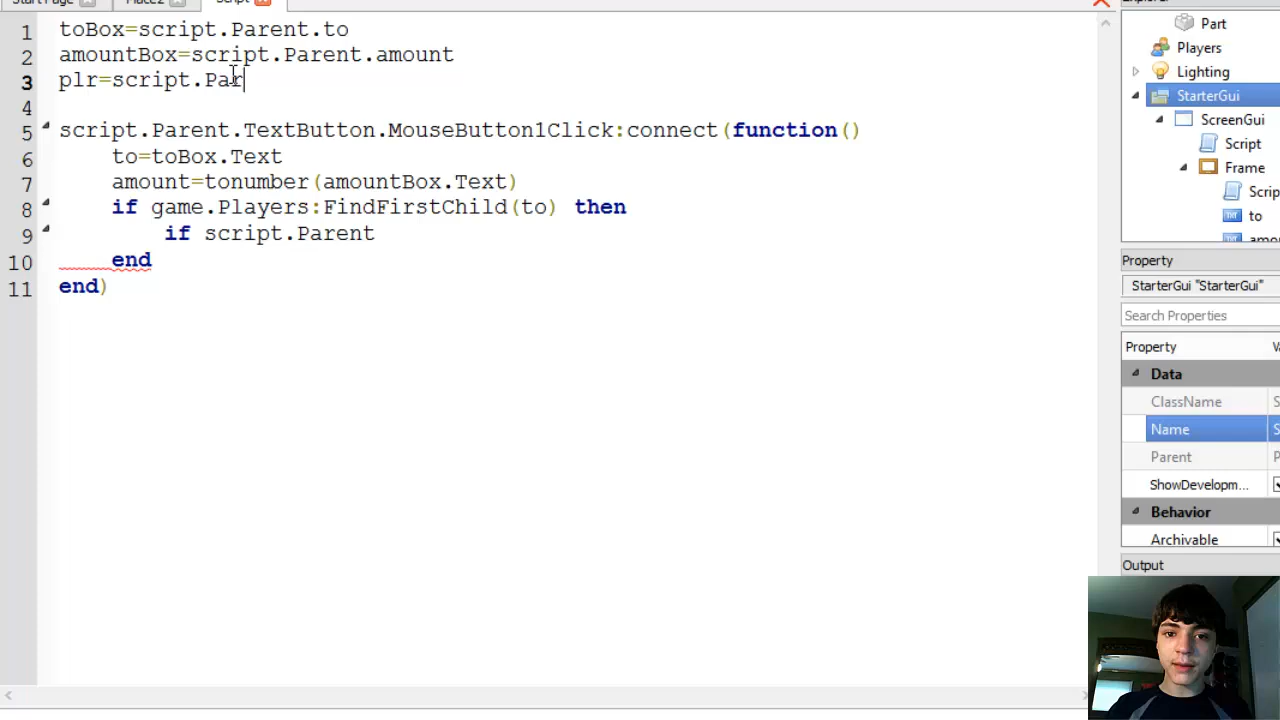 Start Page Place2 Script
1 toBox=script.Parent.to
2 amountBox=script.Parent.amount
3 plr=script.Par
4
5 script.Parent.TextButton.MouseButton1Click:connect(function()
6 to=toBox.Text
7 amount=tonumber(amountBox.Text)
8 if game.Players:FindFirstChild(to) then
9 if script.Parent
10 end
11 end)
Explorer
Part
Players
Lighting
StarterGui
ScreenGui
Script
Frame
Scrip
to
amo
Property
StarterGui "StarterGui"
Search Properties
Property V
Data
ClassName S
Name S
Parent P
ShowDevelopm...
Behavior
Archivable
Output